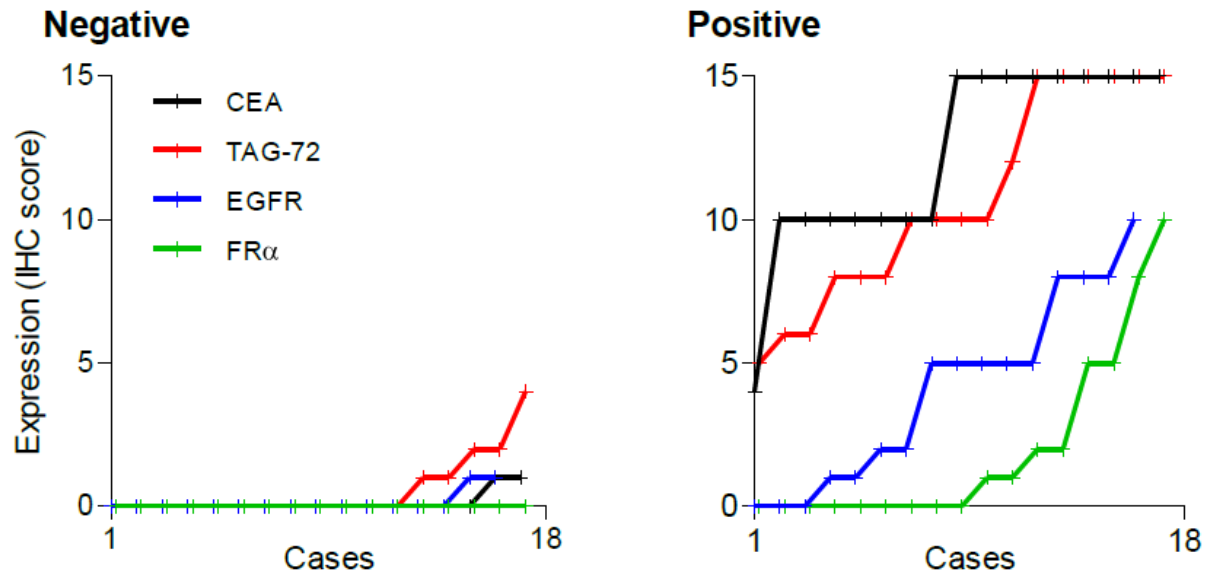 Negative
Positive
Expression (IHC score)
15
10
5
0
CEA
TAG-72
EGFR
FRα
1
18
Cases
15
10
5
0
1
18
Cases